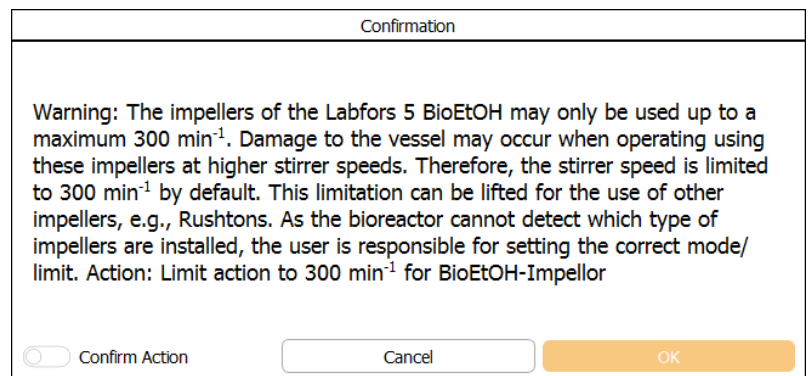 Confirmation
Warning: The impellers of the Labfors 5 BioEtOH may only be used up to a
maximum 300 min⁻¹. Damage to the vessel may occur when operating using
these impellers at higher stirrer speeds. Therefore, the stirrer speed is limited
to 300 min⁻¹ by default. This limitation can be lifted for the use of other
impellers, e.g., Rushtons. As the bioreactor cannot detect which type of
impellers are installed, the user is responsible for setting the correct mode/
limit. Action: Limit action to 300 min⁻¹ for BioEtOH-Impellor
Confirm Action Cancel OK